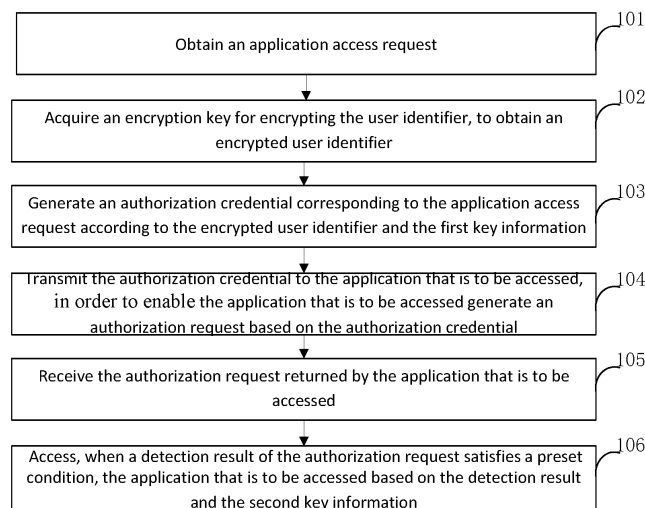 101
Obtain an application access request
102
Acquire an encryption key for encrypting the user identifier, to obtain an
encrypted user identifier
103
Generate an authorization credential corresponding to the application access
request according to the encrypted user identifier and the first key information
104
Transmit the authorization credential to the application that is to be accessed,
in order to enable the application that is to be accessed generate an
authorization request based on the authorization credential
105
Receive the authorization request returned by the application that is to be
accessed
106
Access, when a detection result of the authorization request satisfies a preset
condition, the application that is to be accessed based on the detection result
and the second key information